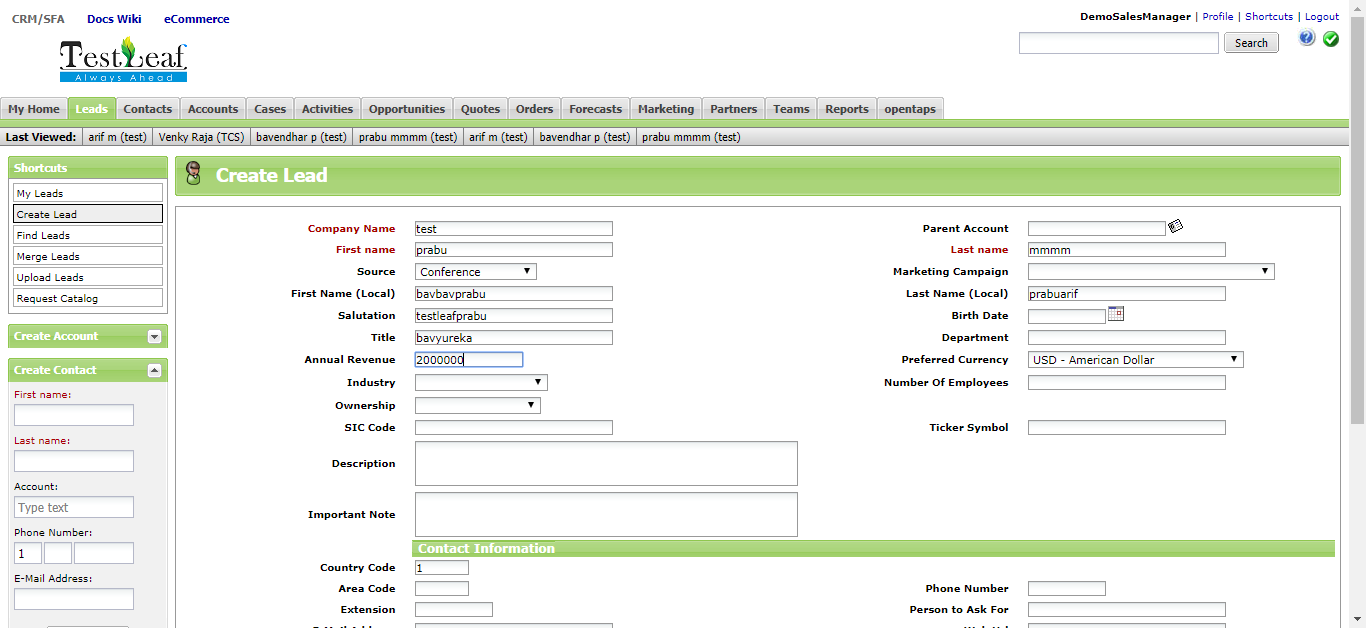 CRM/SFA Docs Wiki eCommerce
DemoSalesManager | Profile | Shortcuts | Logout
TestLeaf
Always Ahead
Search
My Home Leads Contacts Accounts Cases Activities Opportunities Quotes Orders Forecasts Marketing Partners Teams Reports opentaps
Last Viewed: arif m (test) Venky Raja (TCS) bavendhar p (test) prabu mmmm (test) arif m (test) bavendhar p (test) prabu mmmm (test)
Shortcuts
My Leads
Create Lead
Find Leads
Merge Leads
Upload Leads
Request Catalog
Create Account
Create Contact
First name:
Last name:
Account:
Type text
Phone Number:
1
E-Mail Address:
Create Lead
Company Name test Parent Account
First name prabu Last name mmmm
Source Conference Marketing Campaign
First Name (Local) bavbavprabu Last Name (Local) prabuarif
Salutation testleafprabu Birth Date
Title bavyureka Department
Annual Revenue 2000000 Preferred Currency USD - American Dollar
Industry Number Of Employees
Ownership
SIC Code Ticker Symbol
Description
Important Note
Contact Information
Country Code 1
Area Code Phone Number
Extension Person to Ask For